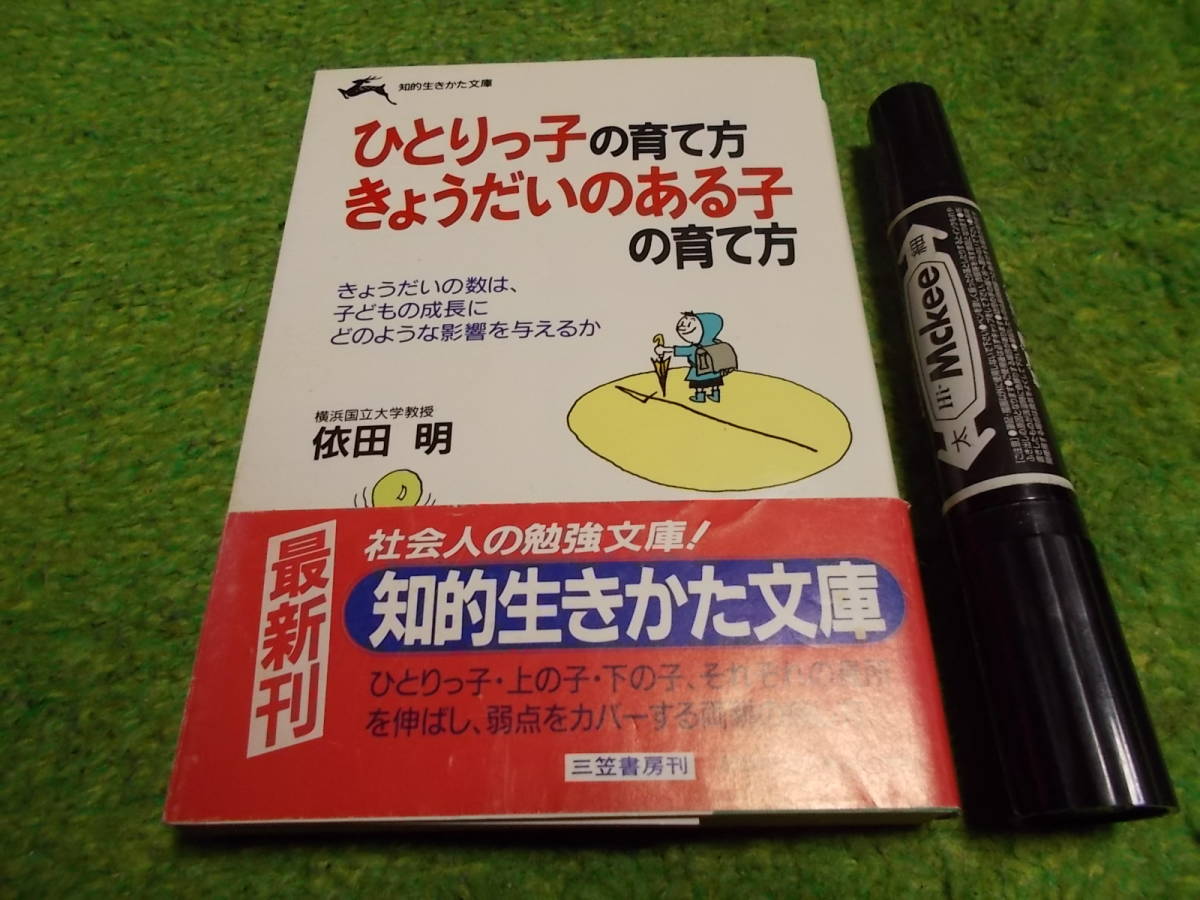 知的生きかた文庫
ひとりっ子の育て方
きょうだいのある子
の育て方
きょうだいの数は、
子どもの成長に
どのような影響を与えるか
横浜国立大学教授
依田 明
最新刊
社会人の勉強文庫!
知的生きかた文庫
ひとりっ子・上の子・下の子、それぞれの長所
を伸ばし、弱点をカバーする
三笠書房刊
太 Hi-Mckee 細